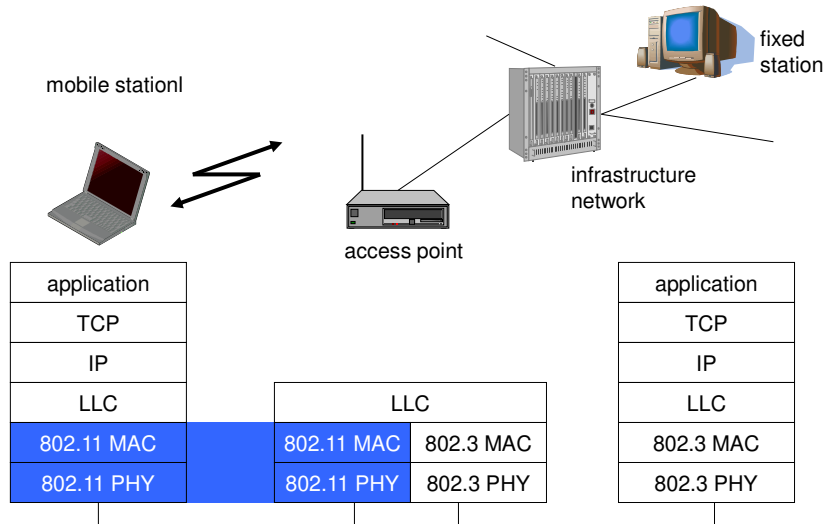 fixed
station
mobile stationl
infrastructure
network
access point
application
TCP
IP
LLC
802.11 MAC
802.11 PHY
LLC
802.11 MAC
802.3 MAC
802.11 PHY
802.3 PHY
application
TCP
IP
LLC
802.3 MAC
802.3 PHY